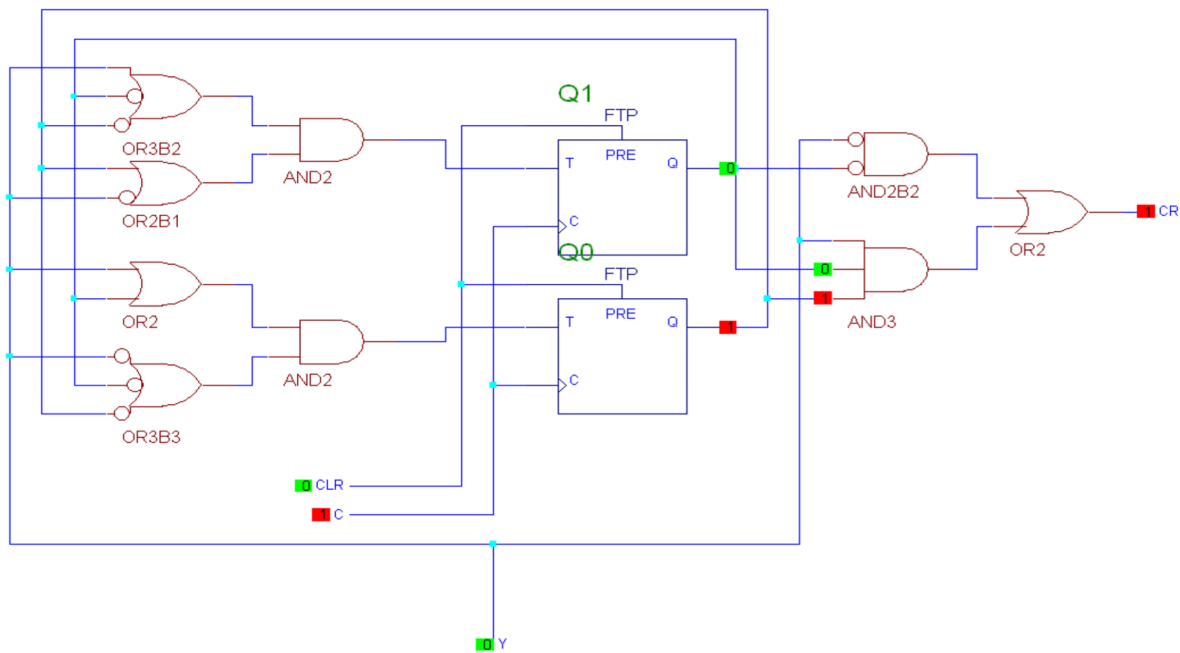 Q1
FTP
PRE
T
Q
0
C
OR3B2
AND2
OR2B1
AND2B2
1 CR
OR2
Q0
FTP
PRE
T
Q
1
C
0
1
AND3
OR2
AND2
OR3B3
0 CLR
1 C
0 Y